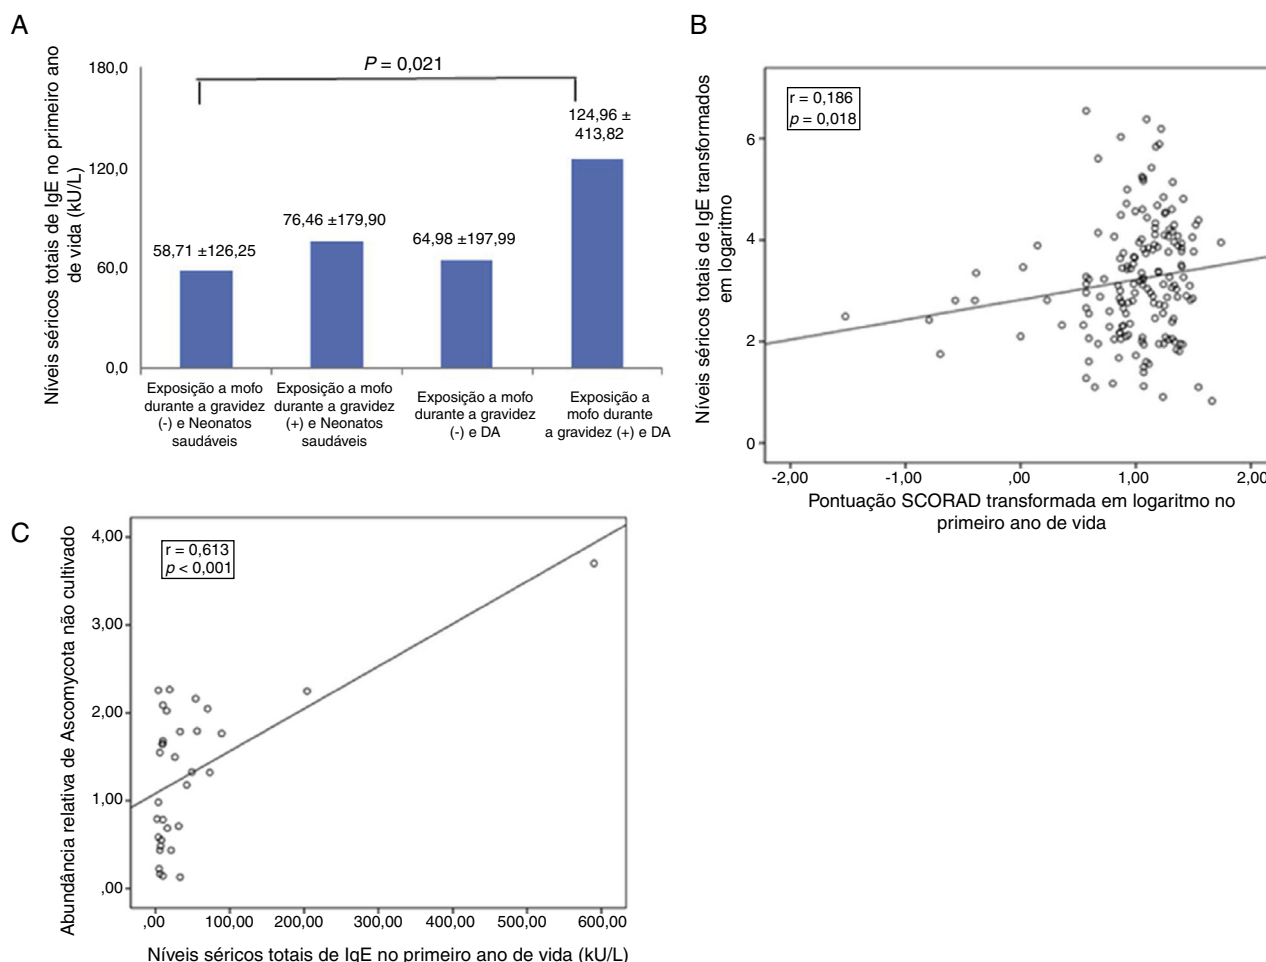 A
Níveis séricos totais de IgE no primeiro ano
de vida (kU/L)
180,0
120,0
60,0
0,0
P = 0,021
58,71 ±126,25
76,46 ±179,90
64,98 ±197,99
124,96 ±
413,82
Exposição a mofo
durante a gravidez
(-) e Neonatos
saudáveis
Exposição a mofo
durante a gravidez
(+) e Neonatos
saudáveis
Exposição a mofo
durante a gravidez
(-) e DA
Exposição a
mofo durante
a gravidez (+) e DA
B
Níveis séricos totais de IgE transformados
em logaritmo
r = 0,186
p = 0,018
6
4
2
0
-2,00
-1,00
,00
1,00
2,00
Pontuação SCORAD transformada em logaritmo no
primeiro ano de vida
C
Abundância relativa de Ascomycota não cultivado
r = 0,613
p < 0,001
4,00
3,00
2,00
1,00
,00
,00
100,00
200,00
300,00
400,00
500,00
600,00
Níveis séricos totais de IgE no primeiro ano de vida (kU/L)